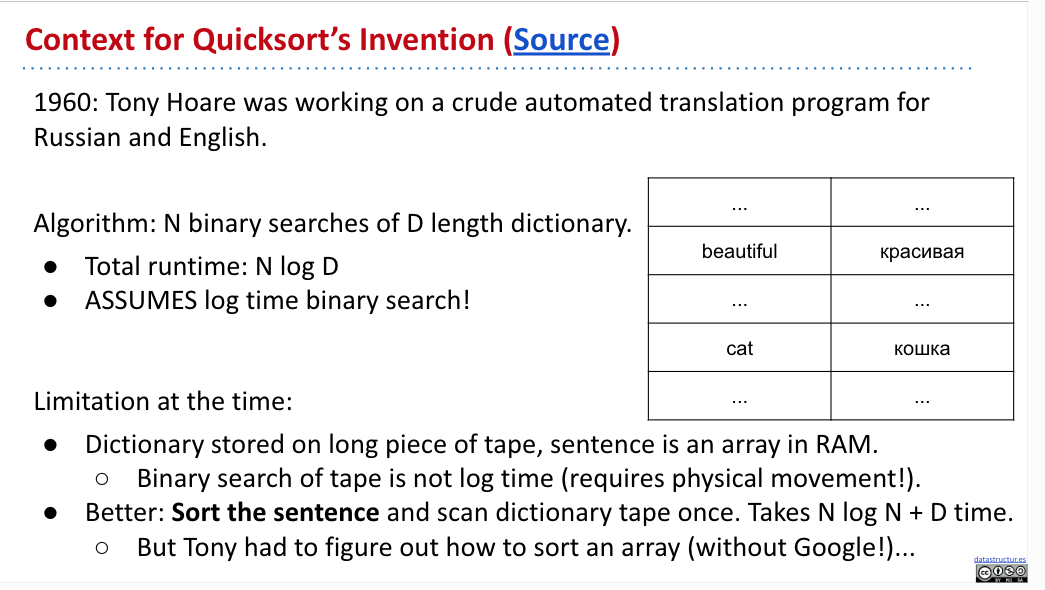 Context for Quicksort’s Invention (Source)
1960: Tony Hoare was working on a crude automated translation program for
Russian and English.
Algorithm: N binary searches of D length dictionary.
● Total runtime: N log D
● ASSUMES log time binary search!
... ...
beautiful красивая
... ...
cat кошка
... ...
Limitation at the time:
● Dictionary stored on long piece of tape, sentence is an array in RAM.
○ Binary search of tape is not log time (requires physical movement!).
● Better: Sort the sentence and scan dictionary tape once. Takes N log N + D time.
○ But Tony had to figure out how to sort an array (without Google!)...
datastructur.es
BY NC SA